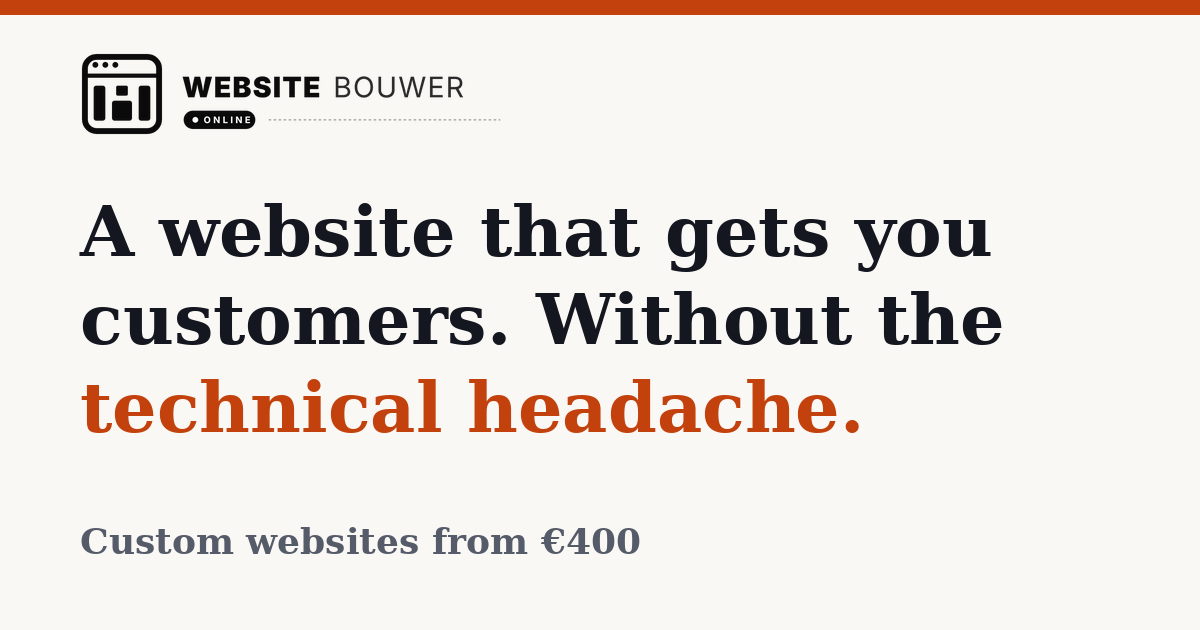 WEBSITE BOUWER
ONLINE
A website that gets you
customers. Without the
technical headache.
Custom websites from €400